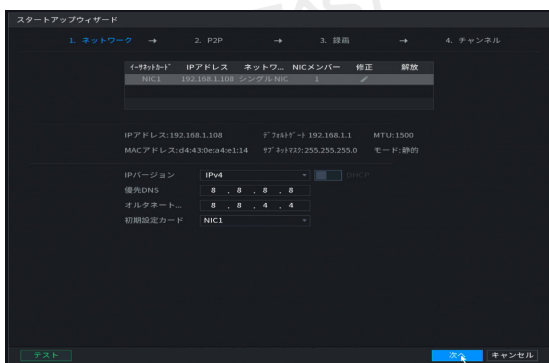 スタートアップウィザード
1. ネットワーク → 2. P2P → 3. 録画 → 4. チャンネル
イーサネットカード IPアドレス ネットワ... NICメンバー 修正 解放
NIC1 192.168.1.108 シングルNIC 1
IPアドレス:192.168.1.108 デフォルトゲート 192.168.1.1 MTU:1500
MACアドレス:d4:43:0e:a4:e1:14 サブネットマスク:255.255.255.0 モード:静的
IPバージョン IPv4 DHCP
優先DNS 8 . 8 . 8 . 8
オルタネート... 8 . 8 . 4 . 4
初期設定カード NIC1
テスト 次へ キャンセル